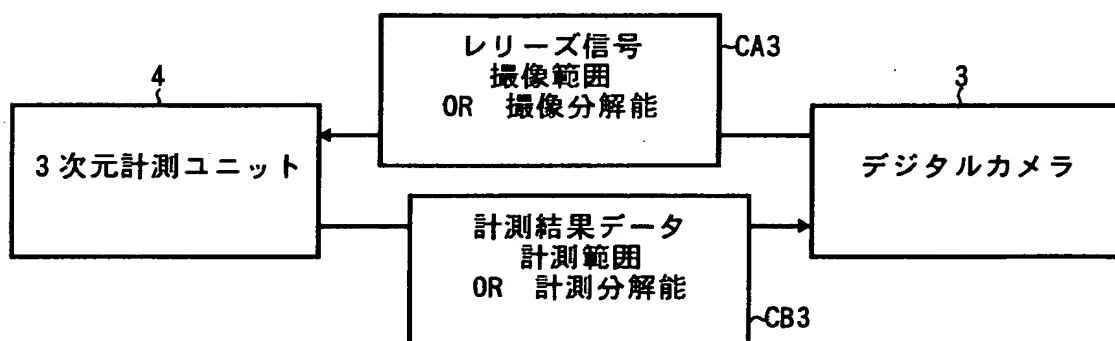 レリーズ信号
撮像範囲
OR 撮像分解能
CA3
4
3次元計測ユニット
3
デジタルカメラ
計測結果データ
計測範囲
OR 計測分解能
CB3